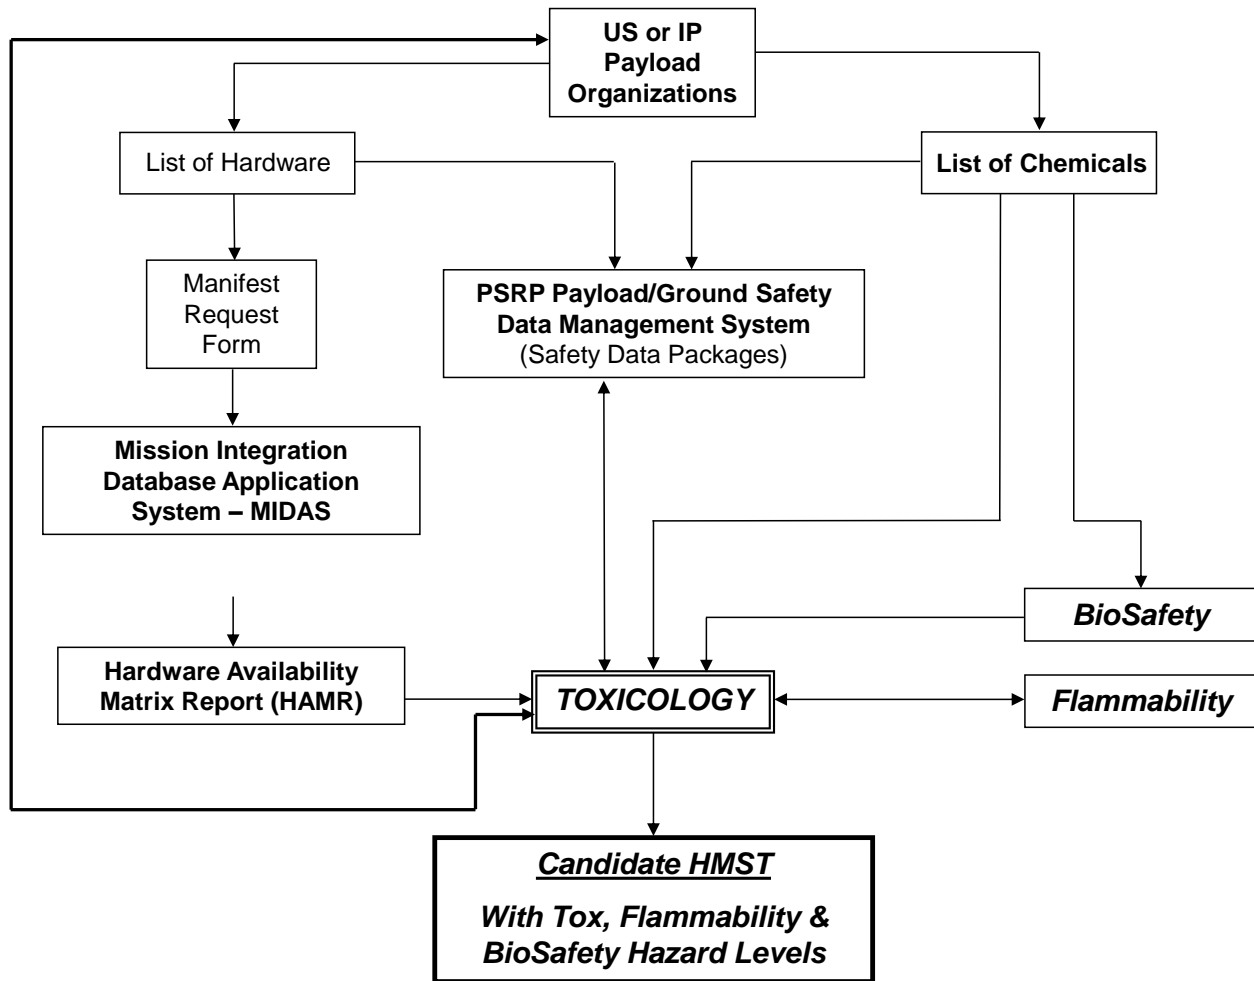 US or IP
Payload
Organizations
List of Hardware
List of Chemicals
Manifest
Request
Form
PSRP Payload/Ground Safety
Data Management System
(Safety Data Packages)
Mission Integration
Database Application
System – MIDAS
BioSafety
Hardware Availability
Matrix Report (HAMR)
TOXICOLOGY
Flammability
Candidate HMST
With Tox, Flammability &
BioSafety Hazard Levels